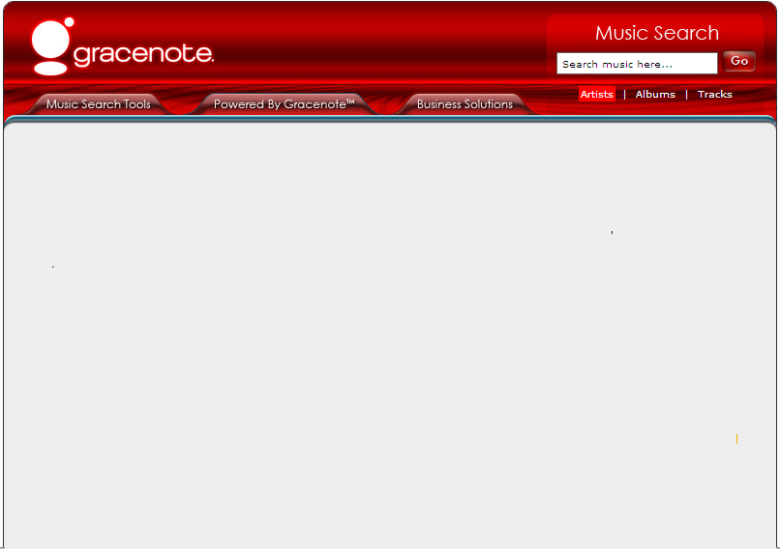 gracenote.
Music Search
Search music here...
Go
Artists | Albums | Tracks
Music Search Tools
Powered By Gracenote™
Business Solutions